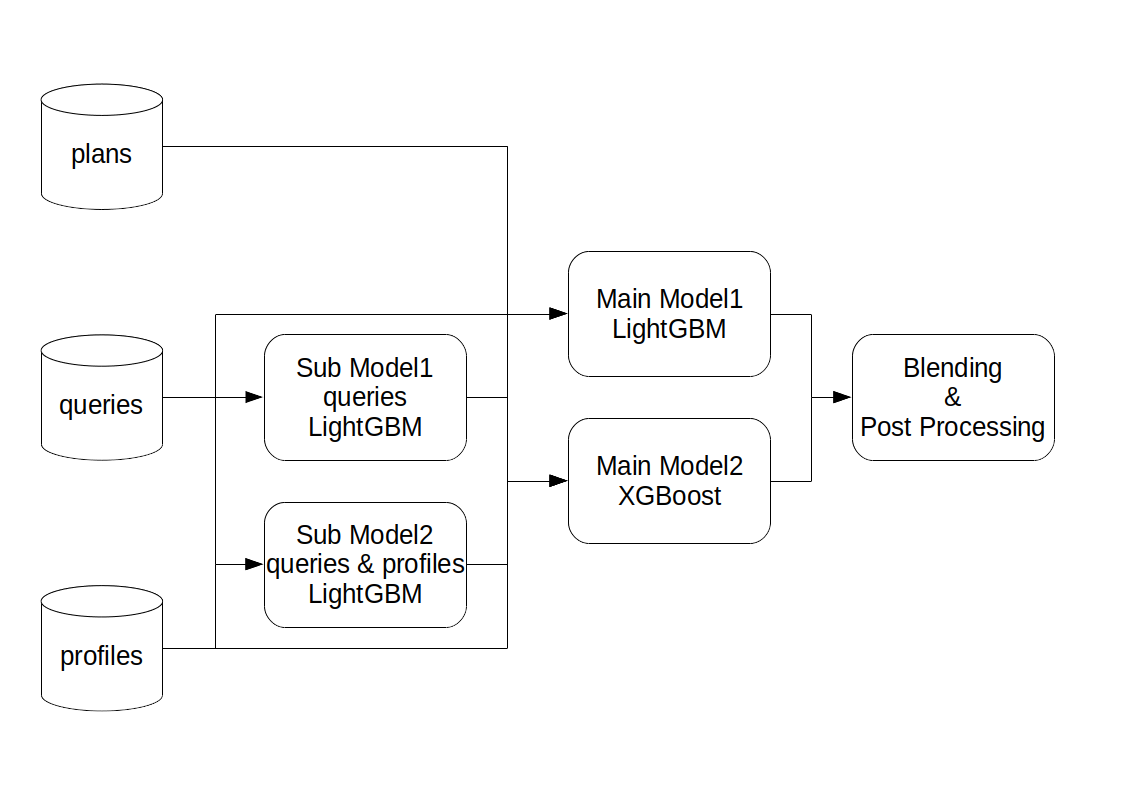 plans
queries
profiles
Sub Model1
queries
LightGBM
Sub Model2
queries & profiles
LightGBM
Main Model1
LightGBM
Main Model2
XGBoost
Blending
&
Post Processing